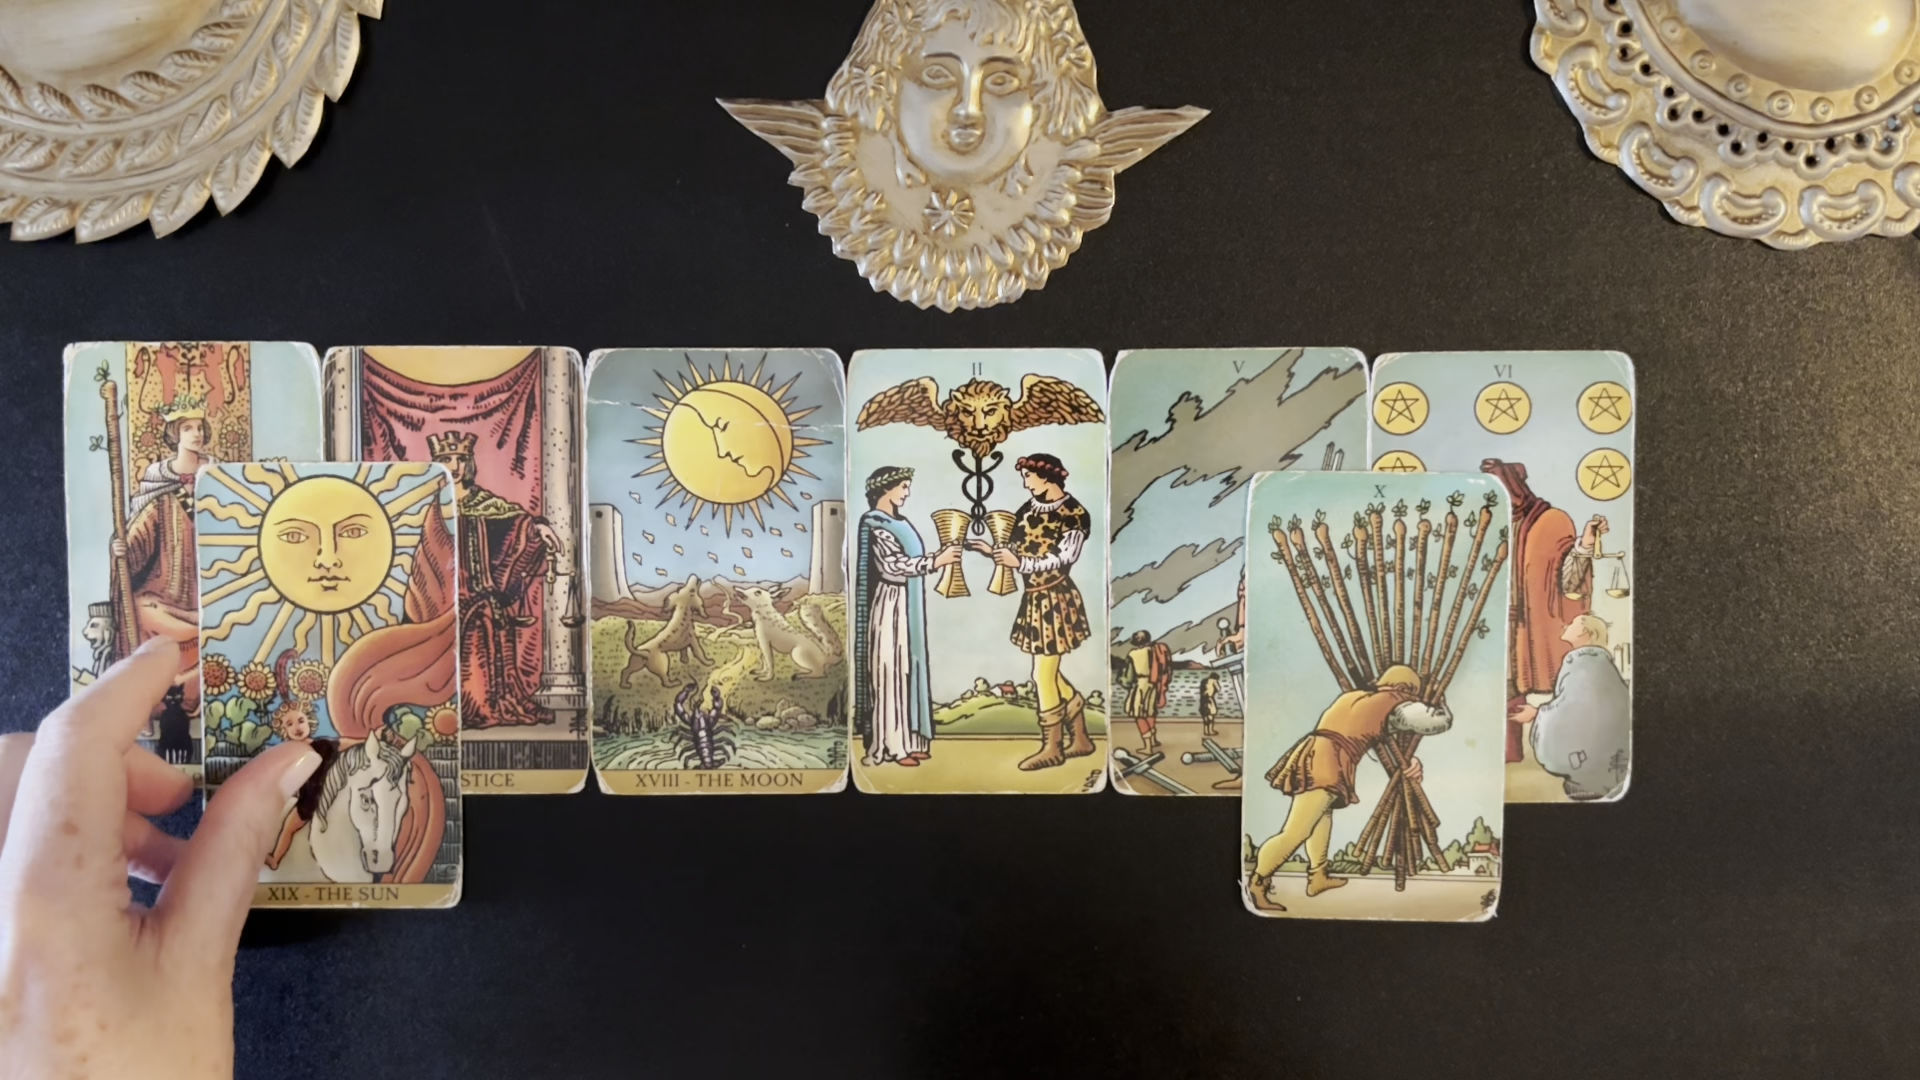 II
V
VI
X
STICE
XVIII - THE MOON
XIX - THE SUN